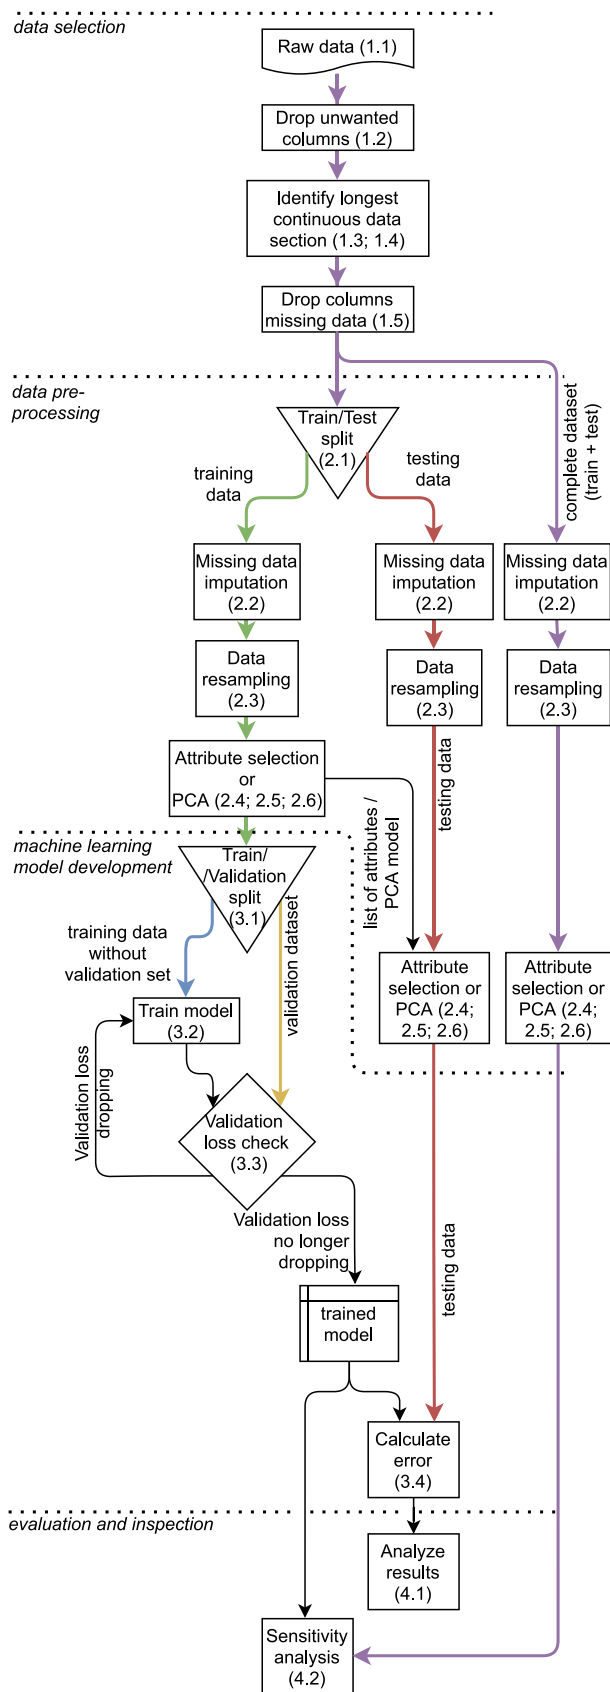 data selection
Raw data (1.1)
Drop unwanted
columns (1.2)
Identify longest
continuous data
section (1.3; 1.4)
Drop columns
missing data (1.5)
data pre-
processing
Train/Test
split
(2.1)
training
data
testing
data
complete dataset
(train + test)
Missing data
imputation
(2.2)
Missing data
imputation
(2.2)
Missing data
imputation
(2.2)
Data
resampling
(2.3)
Data
resampling
(2.3)
Data
resampling
(2.3)
Attribute selection
or
PCA (2.4; 2.5; 2.6)
testing data
list of attributes /
PCA model
machine learning
model development
Train/
/Validation
split
(3.1)
training data
without
validation set
validation dataset
Attribute
selection or
PCA (2.4;
2.5; 2.6)
Attribute
selection or
PCA (2.4;
2.5; 2.6)
Train model
(3.2)
Validation loss
dropping
Validation
loss check
(3.3)
Validation loss
no longer
dropping
testing data
trained
model
Calculate
error
(3.4)
evaluation and inspection
Analyze
results
(4.1)
Sensitivity
analysis
(4.2)